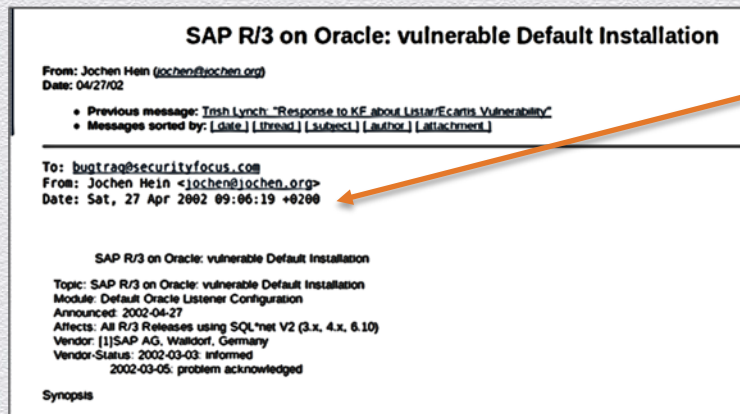 SAP R/3 on Oracle: vulnerable Default Installation
From: Jochen Hein (jochen@jochen.org)
Date: 04/27/02
• Previous message: Trish Lynch: "Response to KF about Listar/Ecartis Vulnerability"
• Messages sorted by: [ date ] [ thread ] [ subject ] [ author ] [ attachment ]
To: bugtraq@securityfocus.com
From: Jochen Hein <jochen@jochen.org>
Date: Sat, 27 Apr 2002 09:06:19 +0200
SAP R/3 on Oracle: vulnerable Default Installation
Topic: SAP R/3 on Oracle: vulnerable Default Installation
Module: Default Oracle Listener Configuration
Announced: 2002-04-27
Affects: All R/3 Releases using SQL*net V2 (3.x, 4.x, 6.10)
Vendor: [1]SAP AG, Walldorf, Germany
Vendor-Status: 2002-03-03: informed
2002-03-05: problem acknowledged
Synopsis